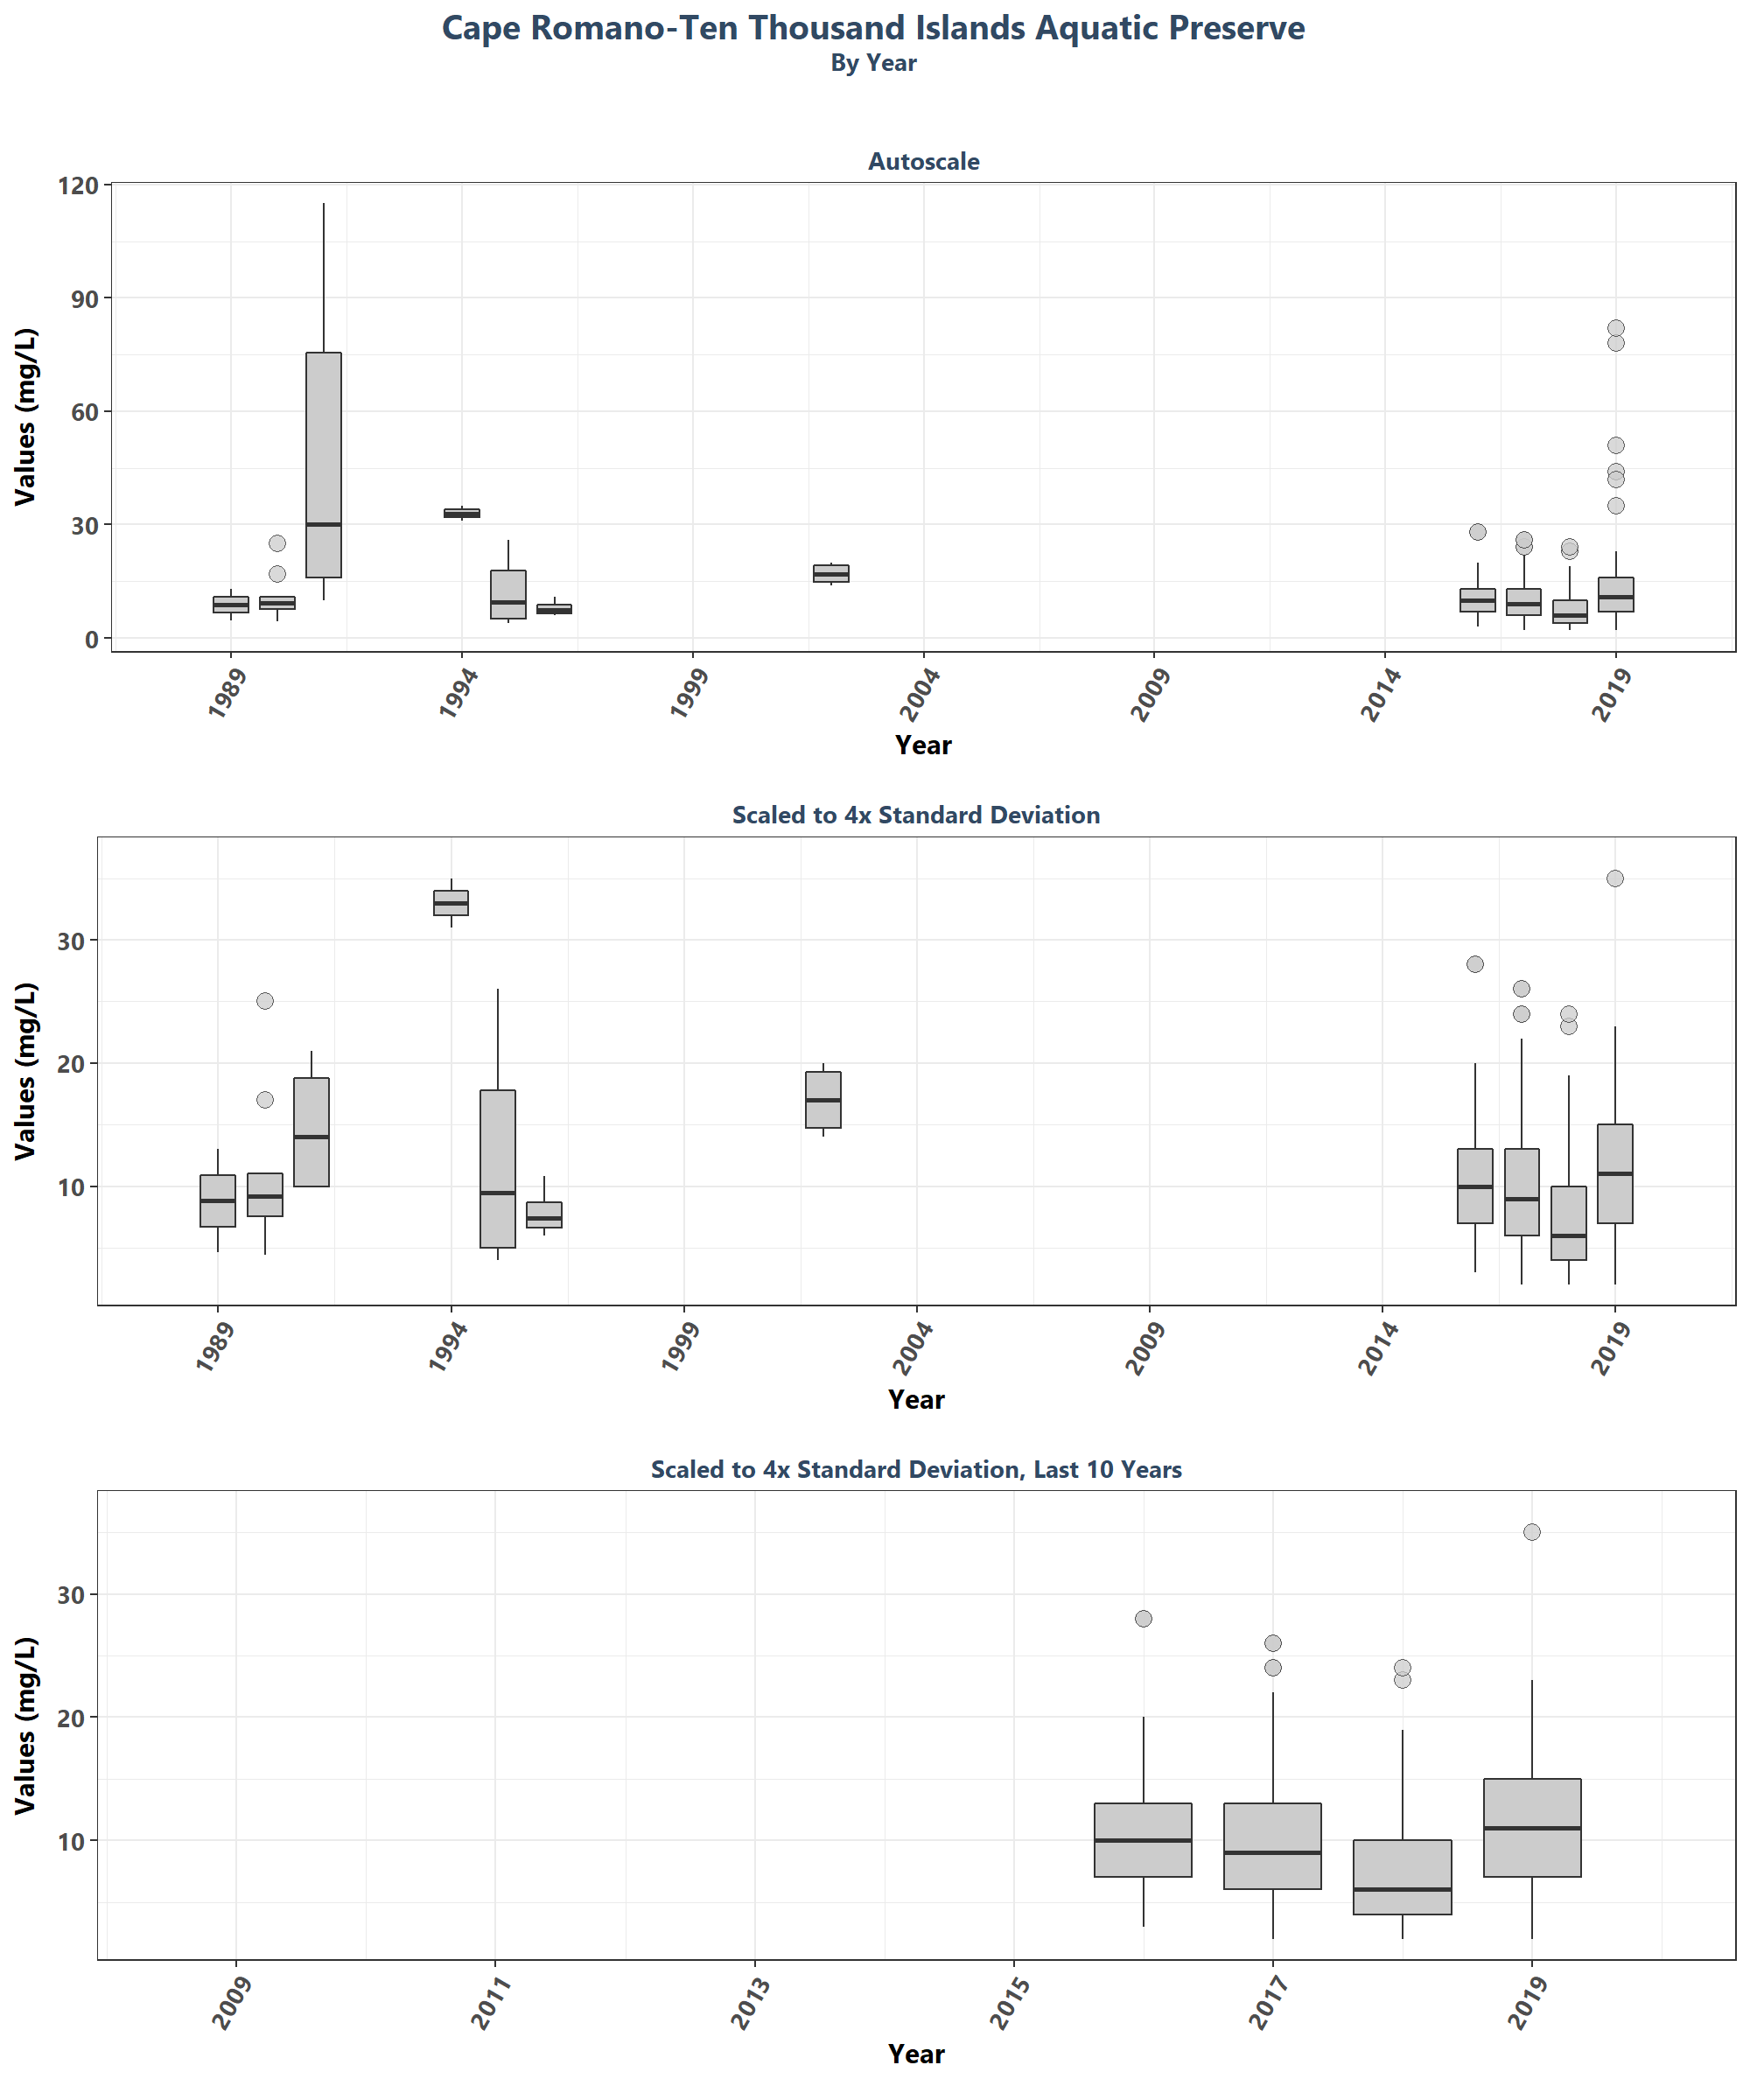 Cape Romano-Ten Thousand Islands Aquatic Preserve
By Year
Autoscale
Values (mg/L)
120
90
60
30
0
1989
1994
1999
2004
2009
2014
2019
Year
Scaled to 4x Standard Deviation
Values (mg/L)
30
20
10
1989
1994
1999
2004
2009
2014
2019
Year
Scaled to 4x Standard Deviation, Last 10 Years
Values (mg/L)
30
20
10
2009
2011
2013
2015
2017
2019
Year